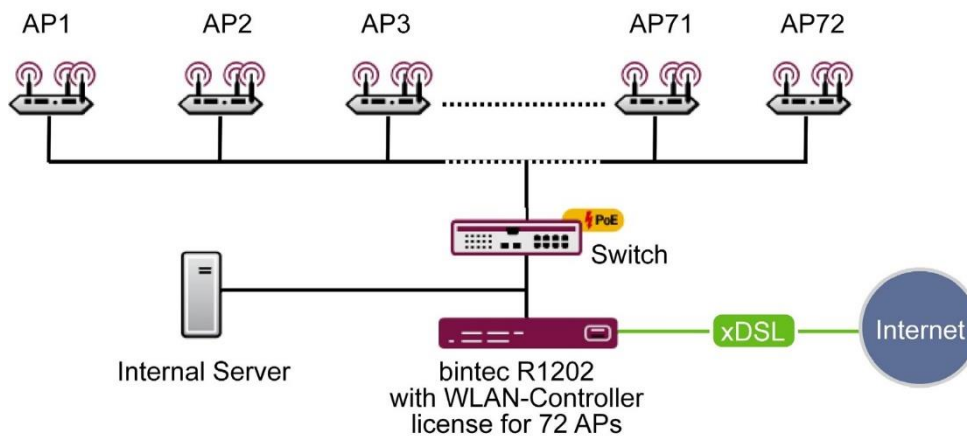 AP1 AP2 AP3 AP71 AP72
PoE
Switch
xDSL
Internet
Internal Server
bintec R1202
with WLAN-Controller
license for 72 APs